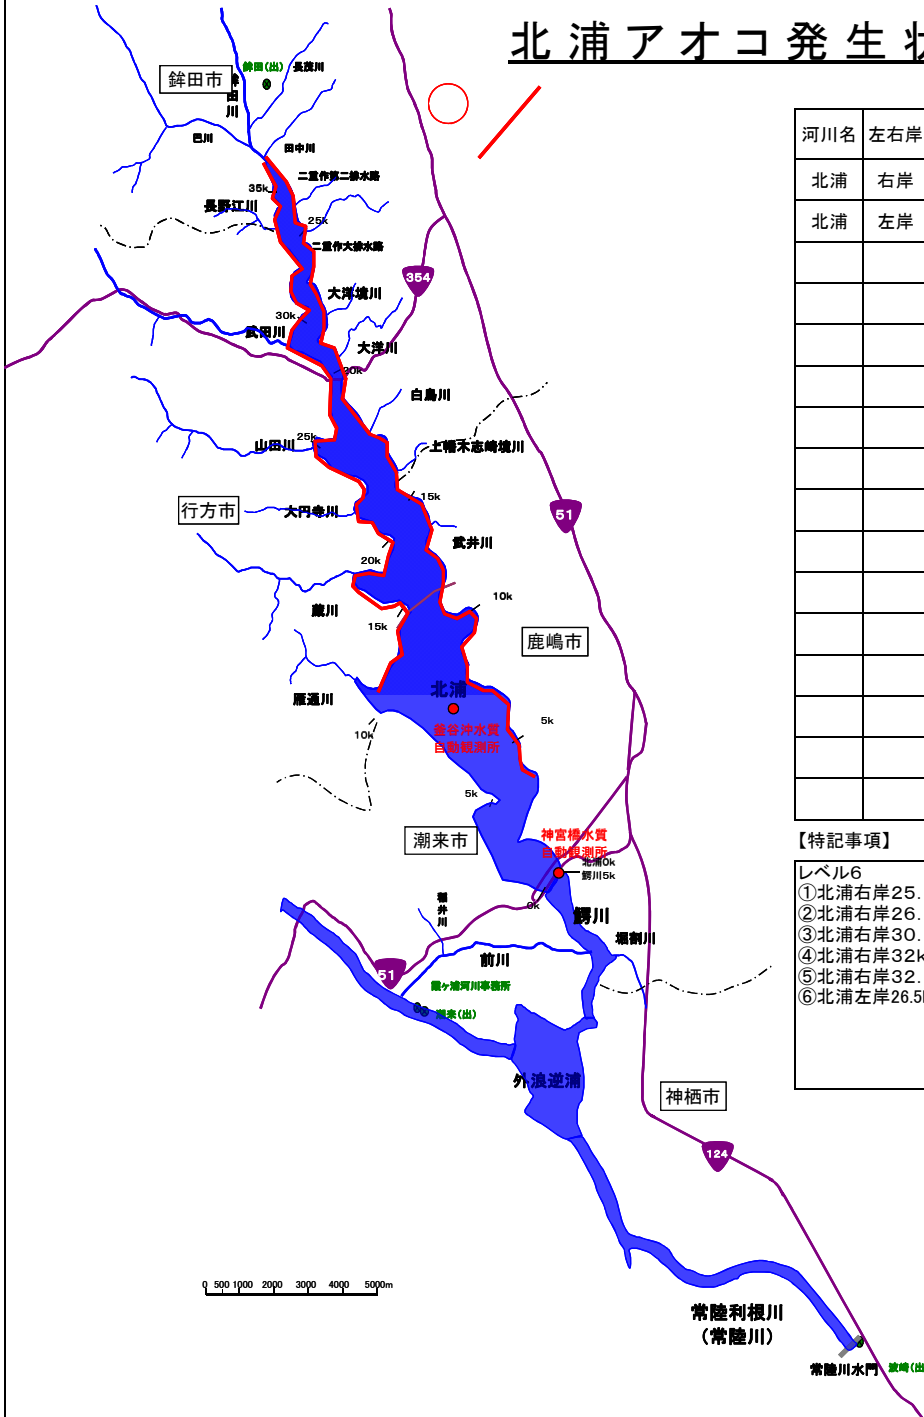 北浦アオコ発生状
鉾田市
鉾田(出)
長茂川
鉾田川
巴川
田中川
二重作第二排水路
35k
長野江川
25k
二重作大排水路
354
大洋境川
30k
武田川
大洋川
20k
白鳥川
25k
山田川
上幡木志崎境川
15k
行方市
大円寺川
51
武井川
20k
10k
蔵川
15k
鹿嶋市
北浦
雁通川
釜谷沖水質
自動観測所
5k
10k
5k
潮来市
神宮橋水質
自動観測所
北浦0k
鰐川5k
0k
鰐川
堀割川
前川
51
霞ヶ浦河川事務所
潮来(出)
外浪逆浦
神栖市
124
0 500 1000 2000 3000 4000 5000m
常陸利根川
(常陸川)
常陸川水門
波崎(出
河川名 左右岸
北浦 右岸
北浦 左岸
【特記事項】
レベル6
①北浦右岸25.
②北浦右岸26.
③北浦右岸30.
④北浦右岸32k
⑤北浦右岸32.
⑥北浦左岸26.5